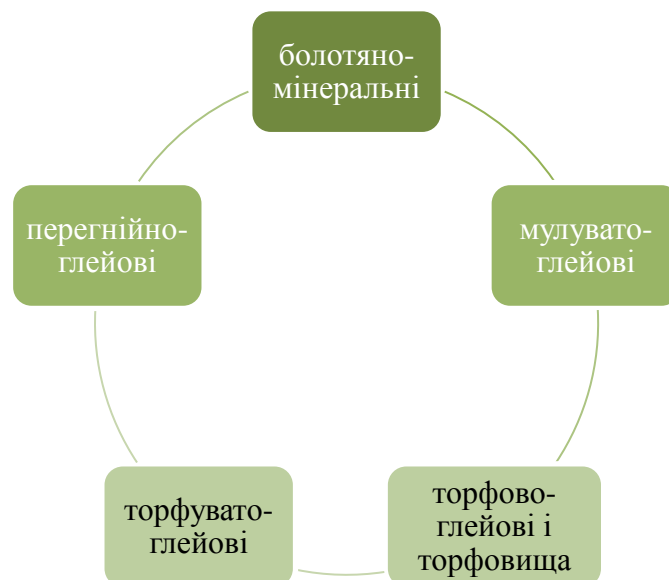 болотяно-
мінеральні
перегнійно-
глейові
мулувато-
глейові
торфувато-
глейові
торфово-
глейові і
торфовища